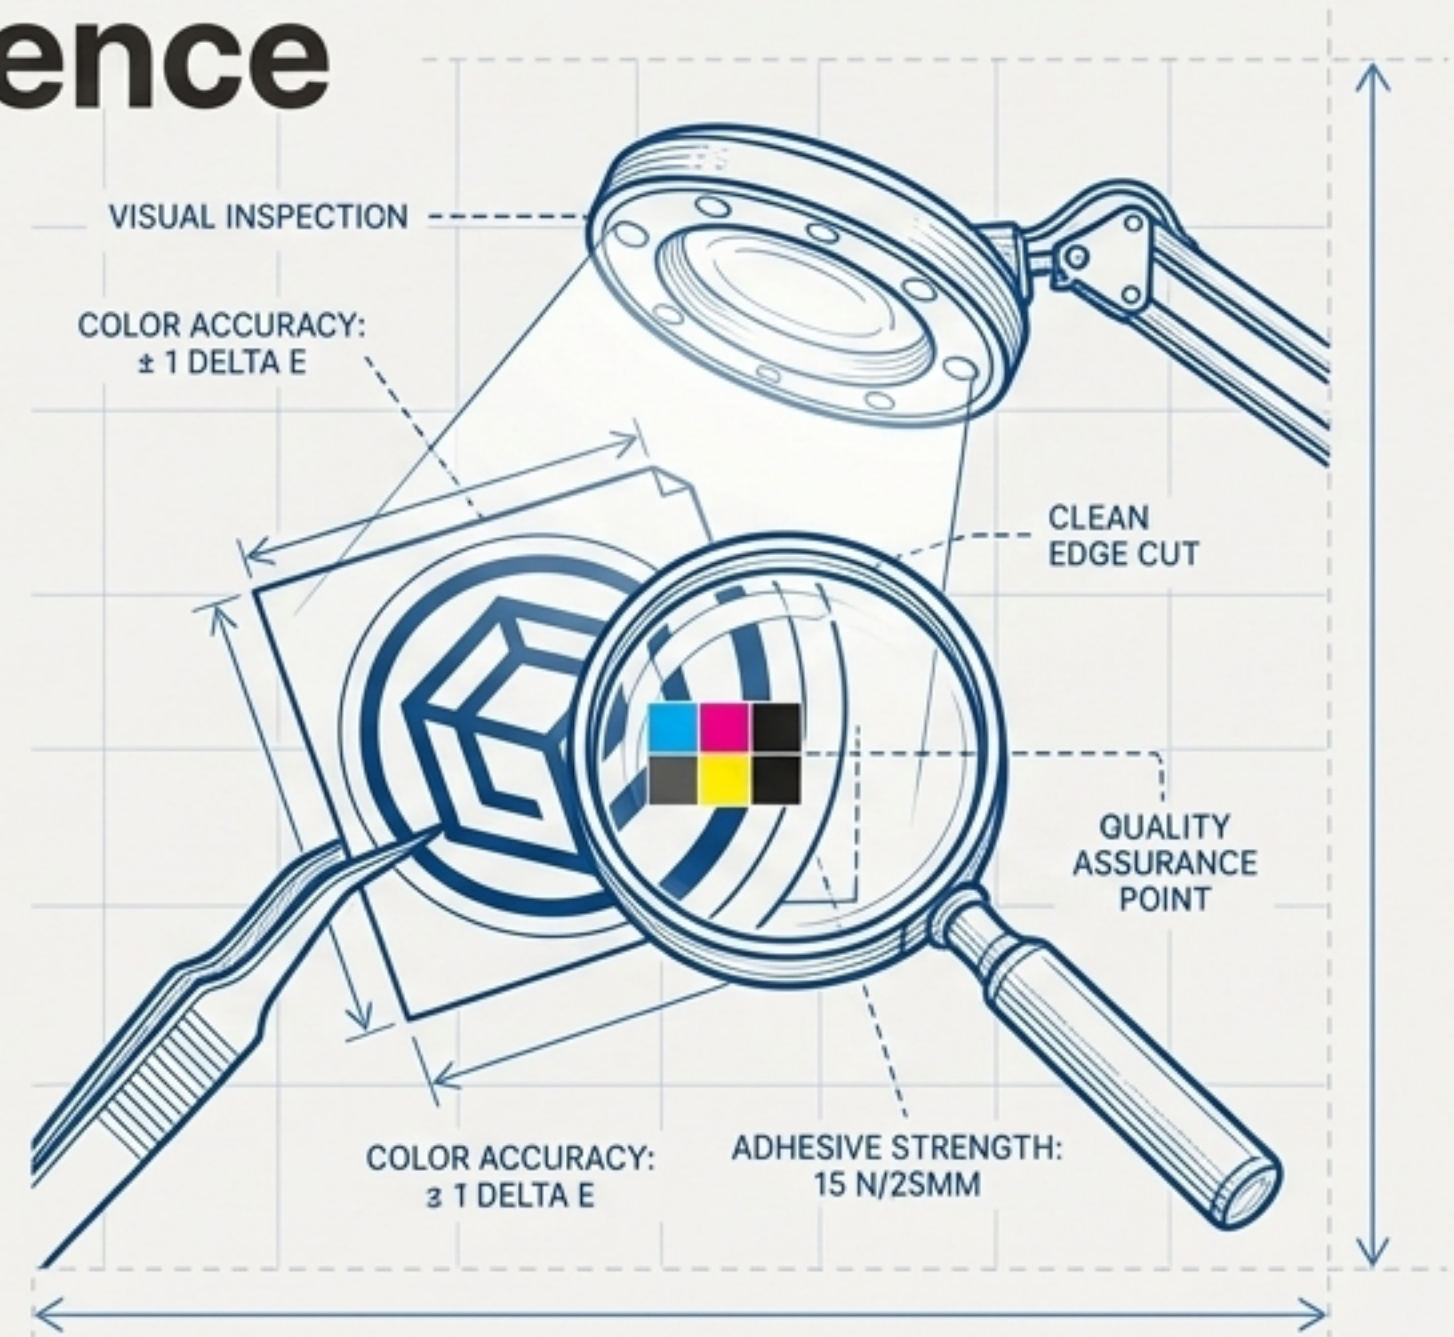 ence
VISUAL INSPECTION
COLOR ACCURACY:
± 1 DELTA E
CLEAN
EDGE CUT
QUALITY
ASSURANCE
POINT
COLOR ACCURACY:
3 1 DELTA E
ADHESIVE STRENGTH:
15 N/2SMM